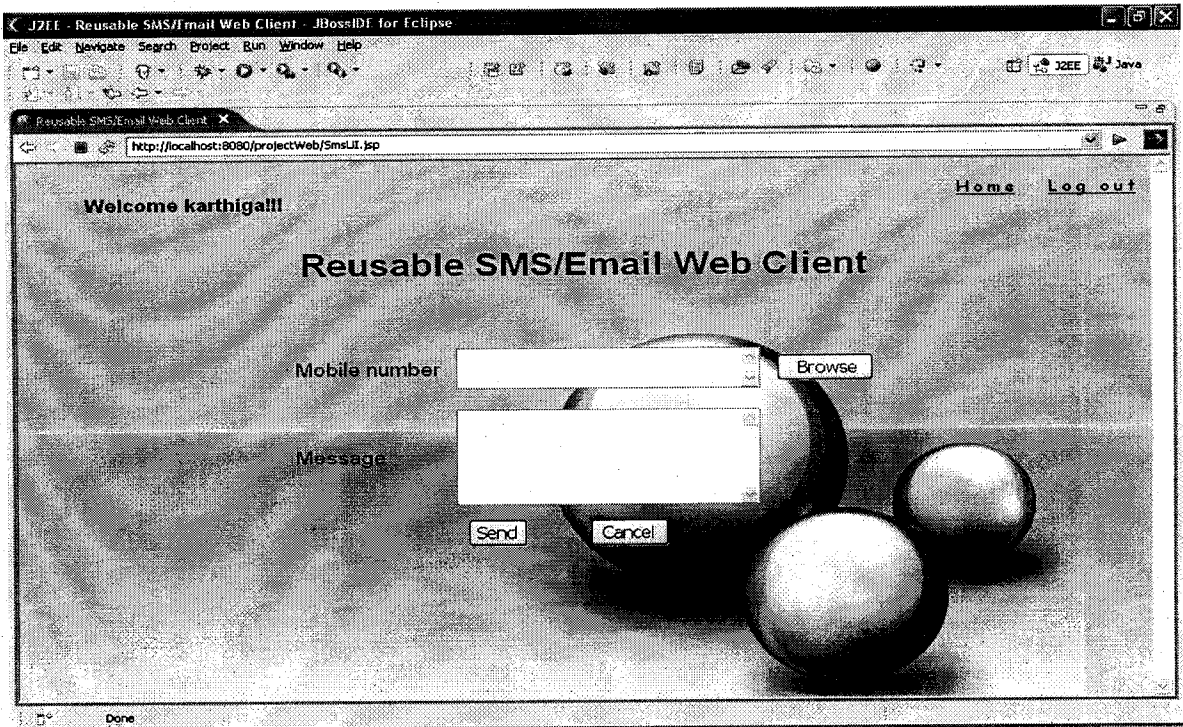 J2EE - Reusable SMS/Email Web Client - JBossIDE for Eclipse
File Edit Navigate Search Project Run Window Help
J2EE Java
Reusable SMS/Email Web Client
http://localhost:8080/projectWeb/SmsUI.jsp
Home Log out
Welcome karthiga!!!
Reusable SMS/Email Web Client
Mobile number Browse
Message
Send Cancel
Done